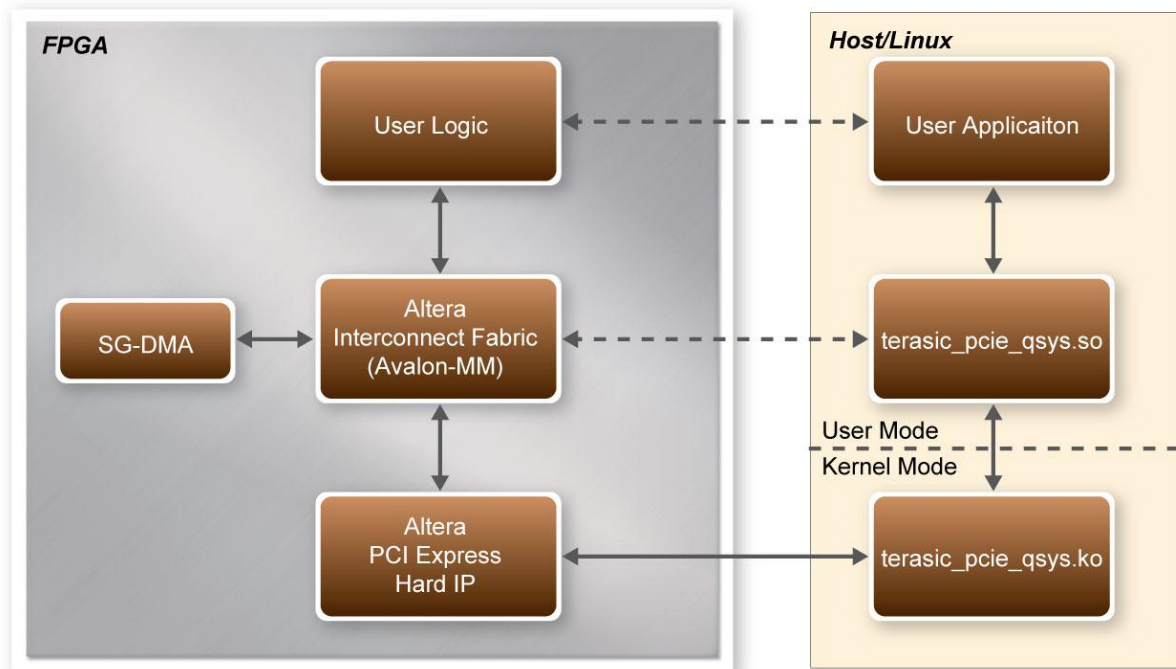 FPGA
Host/Linux
User Logic
User Applicaiton
SG-DMA
Altera
Interconnect Fabric
(Avalon-MM)
terasic_pcie_qsys.so
User Mode
Kernel Mode
Altera
PCI Express
Hard IP
terasic_pcie_qsys.ko